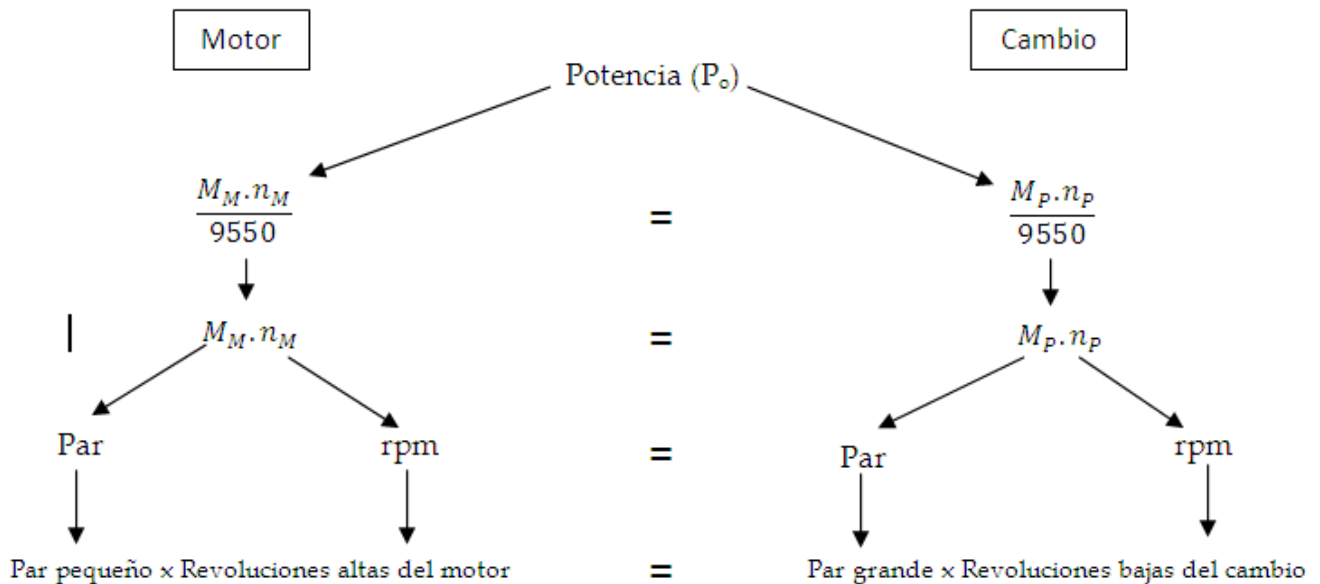 Motor
Cambio
Potencia (Pₒ)
M_M.n_M / 9550 = M_P.n_P / 9550
| M_M.n_M = M_P.n_P
Par rpm = Par rpm
Par pequeño x Revoluciones altas del motor = Par grande x Revoluciones bajas del cambio